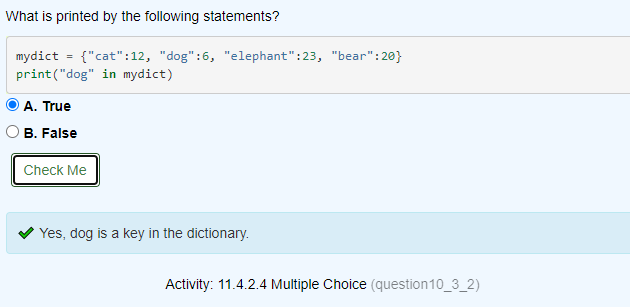 What is printed by the following statements?
mydict = {"cat":12, "dog":6, "elephant":23, "bear":20}
print("dog" in mydict)
A. True
B. False
Check Me
Yes, dog is a key in the dictionary.
Activity: 11.4.2.4 Multiple Choice (question10_3_2)